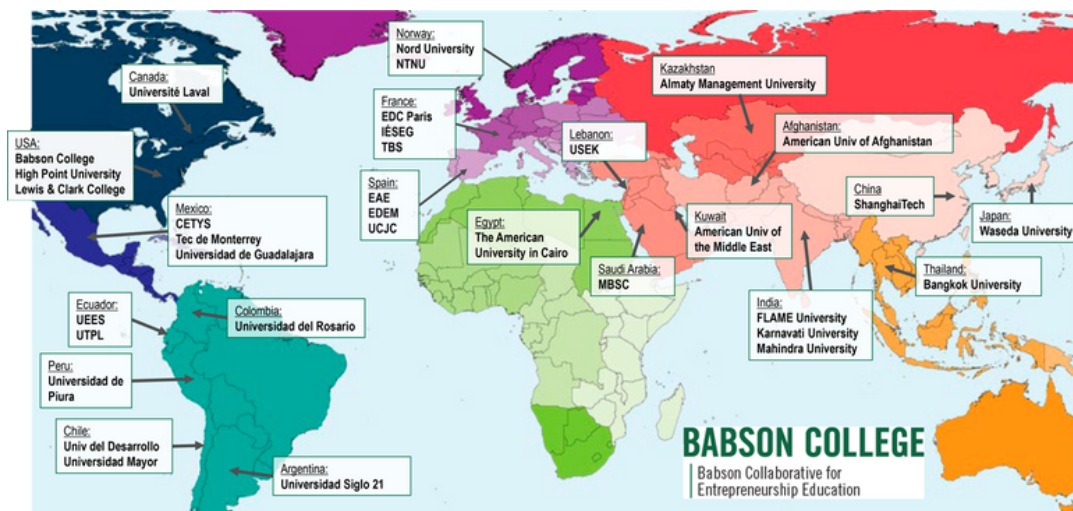 Norway:
Nord University
NTNU
Canada:
Université Laval
Kazakhstan
Almaty Management University
France:
EDC Paris
IÉSEG
TBS
Lebanon:
USEK
Afghanistan:
American Univ of Afghanistan
USA:
Babson College
High Point University
Lewis & Clark College
Spain:
EAE
EDEM
UCJC
China
ShanghaiTech
Mexico:
CETYS
Tec de Monterrey
Universidad de Guadalajara
Egypt:
The American
University in Cairo
Kuwait
American Univ of
the Middle East
Japan:
Waseda University
Saudi Arabia:
MBSC
Thailand:
Bangkok University
Ecuador:
UEES
UTPL
Colombia:
Universidad del Rosario
India:
FLAME University
Karnavati University
Mahindra University
Peru:
Universidad de
Piura
Chile:
Univ del Desarrollo
Universidad Mayor
Argentina:
Universidad Siglo 21
BABSON COLLEGE
Babson Collaborative for
Entrepreneurship Education